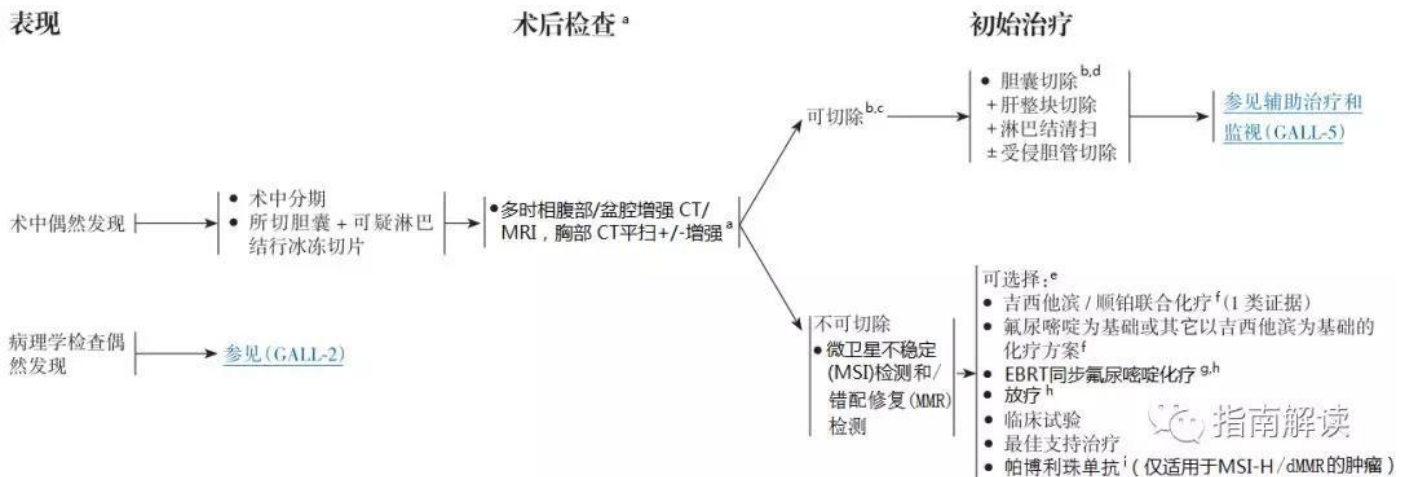 表现
术后检查 a
初始治疗
术中偶然发现
● 术中分期
● 所切胆囊 + 可疑淋巴
结行冰冻切片
● 多时相腹部/盆腔增强 CT/
MRI，胸部 CT平扫+/-增强 a
可切除 b,c
● 胆囊切除 b,d
+肝整块切除
+淋巴结清扫
±受侵胆管切除
参见辅助治疗和
监视(GALL-5)
不可切除
● 微卫星不稳定
(MSI)检测和/
错配修复(MMR)
检测
可选择: e
● 吉西他滨 / 顺铂联合化疗 f (1 类证据)
● 氟尿嘧啶为基础或其它以吉西他滨为基础的
化疗方案 f
● EBRT同步氟尿嘧啶化疗 g,h
● 放疗 h
● 临床试验
● 最佳支持治疗
● 帕博利珠单抗 i (仅适用于MSI-H/dMMR的肿瘤)
病理学检查偶
然发现
参见(GALL-2)
指南解读